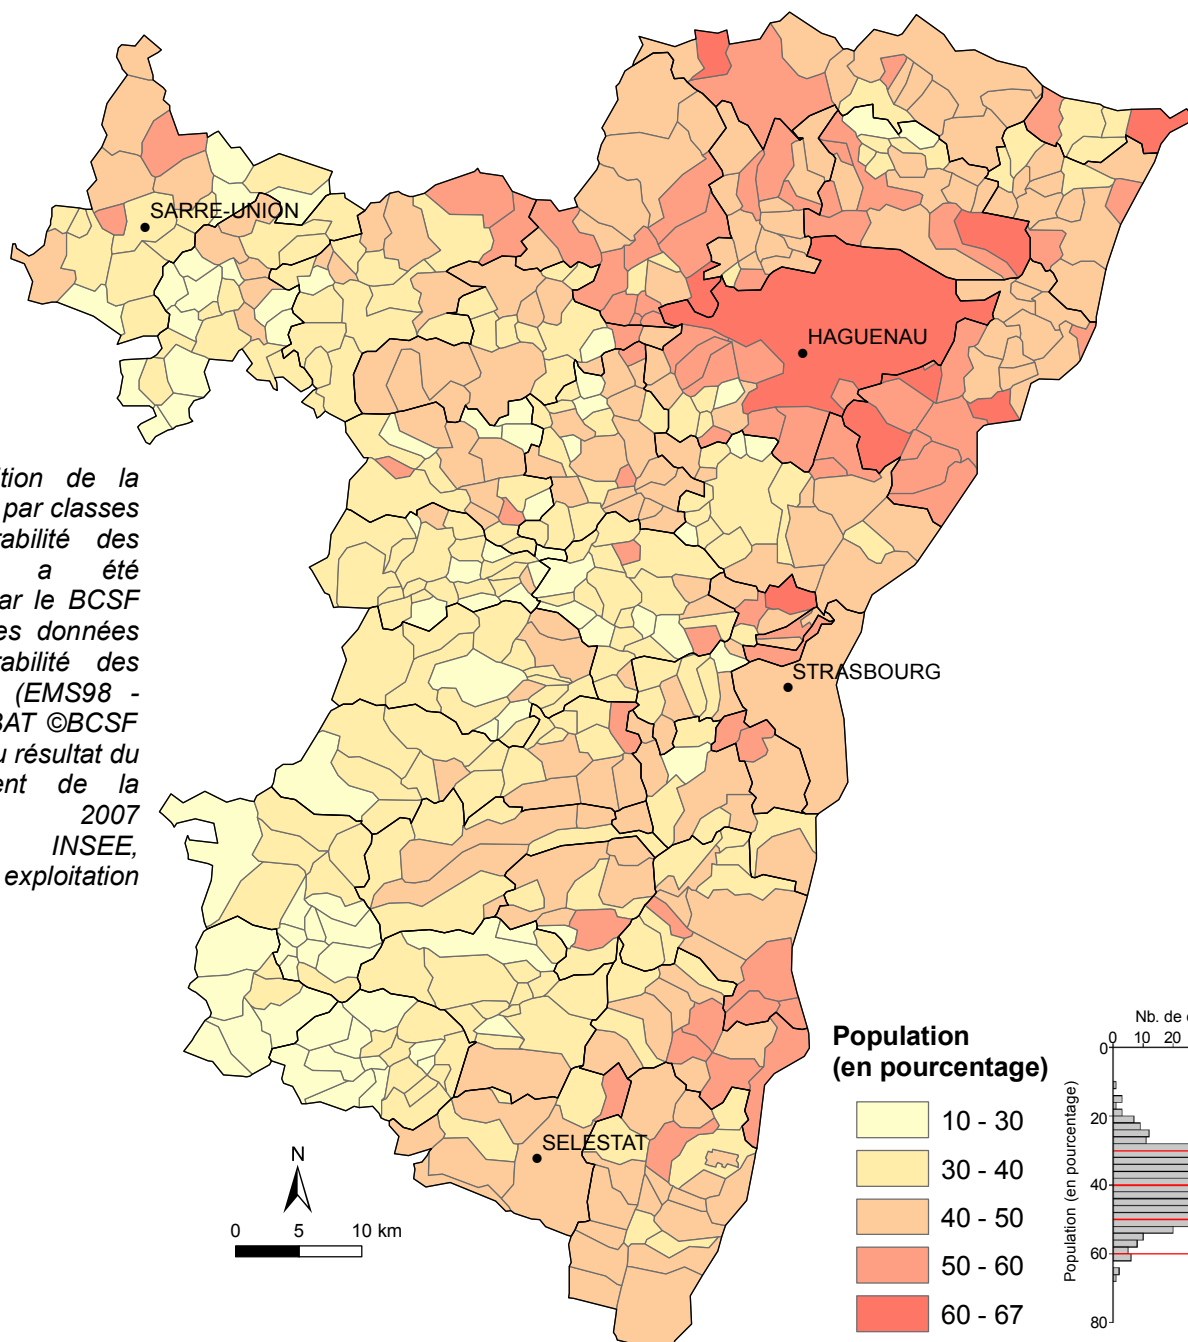 SARRE-UNION
HAGUENAU
tion de la
par classes
rabilité des
a été
ar le BCSF
es données
rabilité des
(EMS98 -
BAT ©BCSF
u résultat du
ent de la
2007
INSEE,
exploitation
STRASBOURG
SELESTAT
N
0 5 10 km
Population
(en pourcentage)
10 - 30
30 - 40
40 - 50
50 - 60
60 - 67
Nb. de
0 10 20
Population (en pourcentage)
0
20
40
60
80